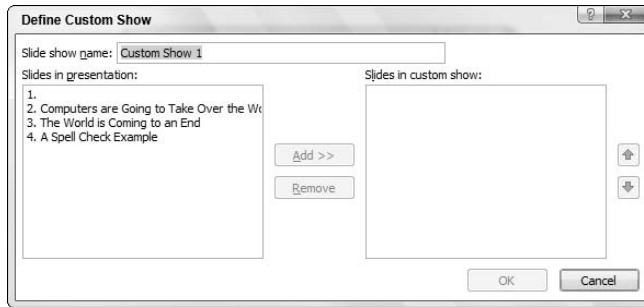 Define Custom Show
Slide show name: Custom Show 1
Slides in presentation:
Slides in custom show:
1.
2. Computers are Going to Take Over the Wo
3. The World is Coming to an End
4. A Spell Check Example
Add >>
Remove
OK
Cancel